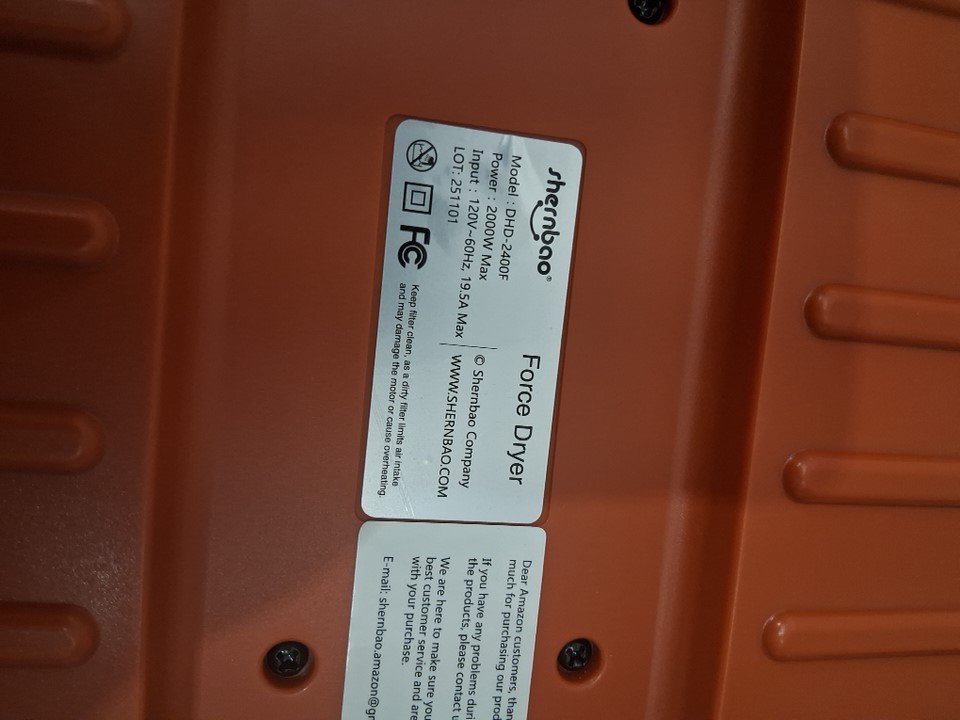 shernbao®
Force Dryer
Model : DHD-2400F
Power : 2000W Max
Input : 120V~60Hz, 19.5A Max
LOT: 251101
© Shernbao Company
WWW.SHERNBAO.COM
FC
Keep filter clean, as a dirty filter limits air intake
and may damage the motor or cause overheating.
Dear Amazon customers,
much for purchasing our
If you have any problems
the products, please contact
We are here to make sure
best customer service and
with your purchase.
E-mail: shernbao.amazon@